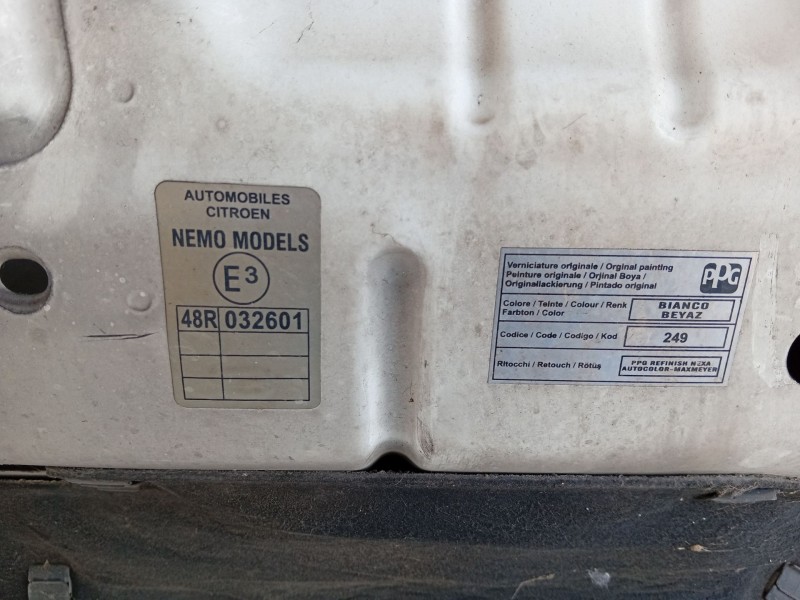 AUTOMOBILES
CITROEN
NEMO MODELS
E3
48R 032601
Verniciature originale / Orginal painting
Peinture originale / Orjinal Boya /
Originallackierung / Pintado original
PPG
Colore / Teinte / Colour / Renk
Farbton / Color
BIANCO
BEYAZ
Codice / Code / Codigo / Kod
249
Ritocchi / Retouch / Rötüş
PPG REFINISH NEXA
AUTOCOLOR-MAXMEYER